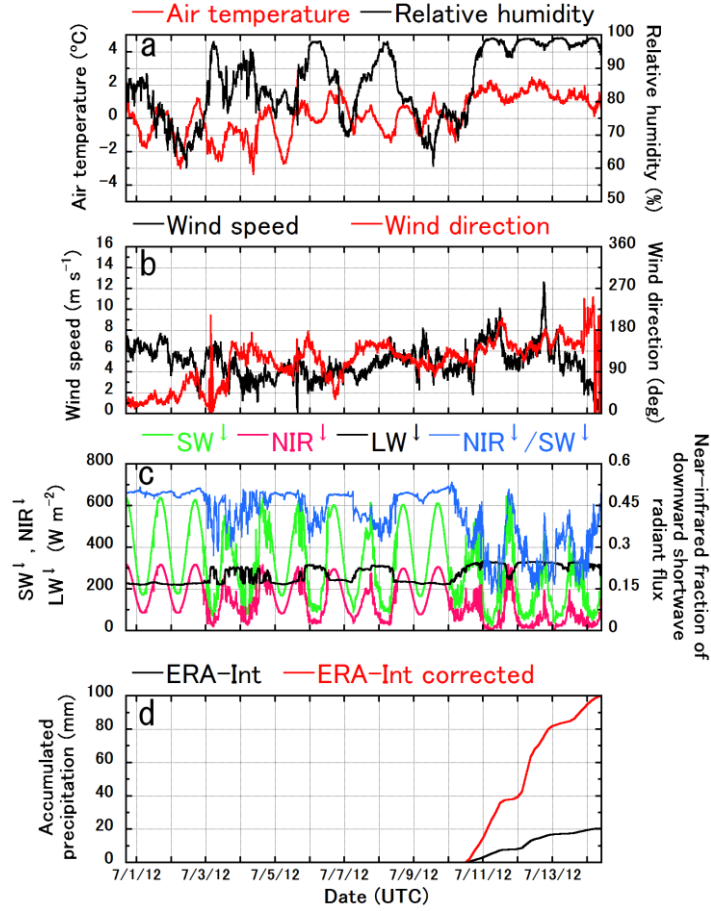 Air temperature Relative humidity
a
Air temperature (°C)
4
2
0
-2
-4
Relative humidity (%)
100
90
80
70
60
50
Wind speed Wind direction
b
Wind speed (m s⁻¹)
16
14
12
10
8
6
4
2
0
Wind direction (deg)
360
270
180
90
0
SW↓ NIR↓ LW↓ NIR↓/SW↓
c
SW↓, NIR↓
LW↓ (W m⁻²)
800
600
400
200
0
Near-infrared fraction of
downward shortwave
radiant flux
0.6
0.45
0.3
0.15
0
ERA-Int ERA-Int corrected
d
Accumulated
precipitation (mm)
100
80
60
40
20
0
7/1/12 7/3/12 7/5/12 7/7/12 7/9/12 7/11/12 7/13/12
Date (UTC)